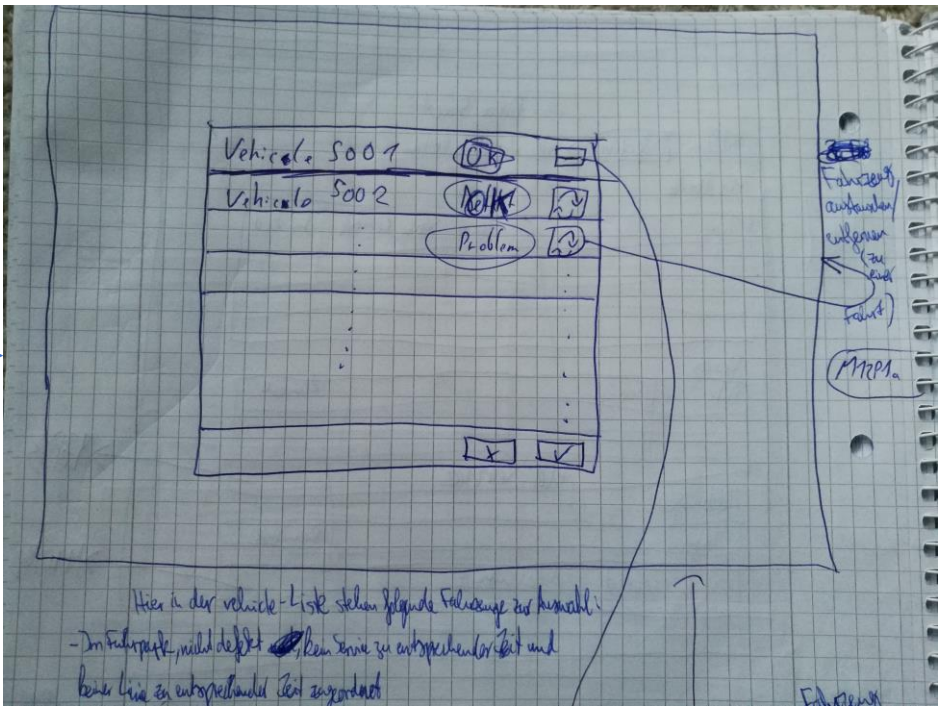 Vehicle 5001 OK
Vehicle 5002
Problem
Fahrzeug
austauschen/
entfernen
(zu
einer
Fahrt)
x ✓
Hier in der vehicle-Liste stehen folgende Fahrzeuge zur Auswahl:
- Im Fuhrpark, nicht defekt, kein Service zu entsprechender Zeit und
keiner Linie zu entsprechender Zeit zugeordnet
Fahrzeug